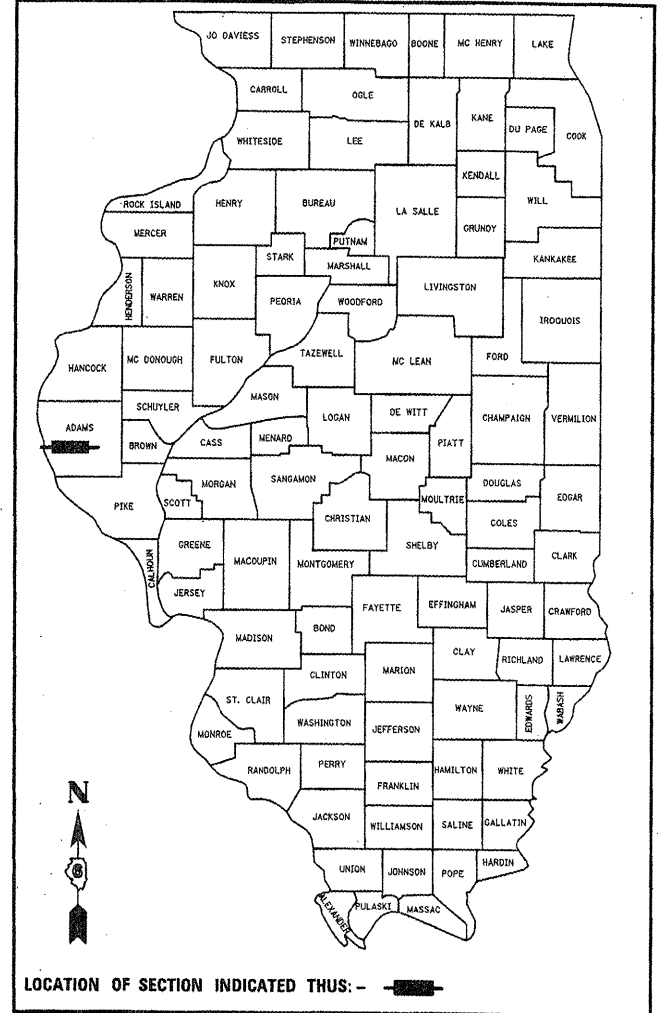 JO DAVIESS STEPHENSON WINNEBAGO BOONE MC HENRY LAKE
CARROLL OGLE DE KALB KANE DU PAGE COOK
WHITESIDE LEE
KENDALL
ROCK ISLAND HENRY BUREAU LA SALLE WILL
MERCER PUTNAM GRUNDY
STARK MARSHALL KANKAKEE
HENDERSON WARREN KNOX PEORIA WOODFORD LIVINGSTON
IROQUOIS
HANCOCK MC DONOUGH FULTON TAZEWELL MC LEAN FORD
MASON
SCHUYLER LOGAN DE WITT CHAMPAIGN VERMILION
ADAMS BROWN CASS MENARD PIATT
MACON
MORGAN SANGAMON DOUGLAS EDGAR
PIKE SCOTT CHRISTIAN MOULTRIE
COLES
GREENE MACOUPIN MONTGOMERY SHELBY
CALHOUN CUMBERLAND CLARK
JERSEY
FAYETTE EFFINGHAM JASPER CRAWFORD
MADISON BOND
CLAY RICHLAND LAWRENCE
CLINTON MARION
ST. CLAIR WAYNE EDWARDS WABASH
WASHINGTON
MONROE JEFFERSON
RANDOLPH PERRY HAMILTON WHITE
FRANKLIN
N
JACKSON WILLIAMSON SALINE GALLATIN
UNION JOHNSON POPE HARDIN
ALEXANDER PULASKI MASSAC
LOCATION OF SECTION INDICATED THUS: -